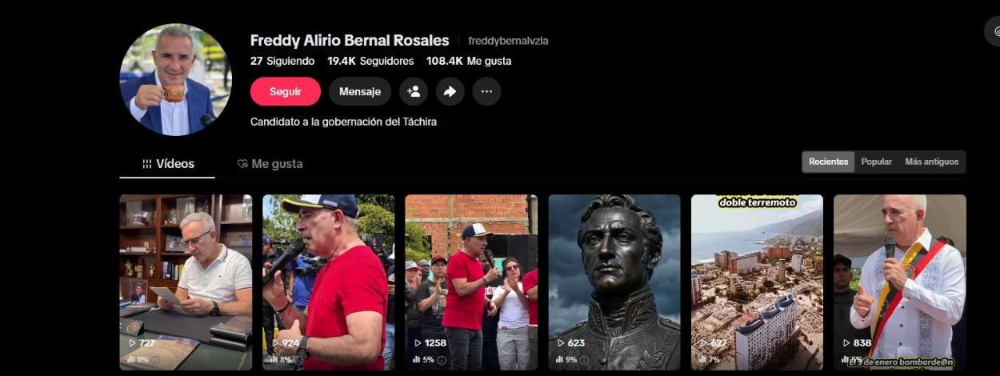 Freddy Alirio Bernal Rosales freddybernalvzla
27 Siguiendo 19.4K Seguidores 108.4K Me gusta
Seguir Mensaje
Candidato a la gobernación del Táchira
Vídeos Me gusta
Recientes Popular Más antiguos
doble terremoto
727
9%
924
8%
1258
5%
623
9%
627
7%
838
5%
El 3 de enero bombarde@n